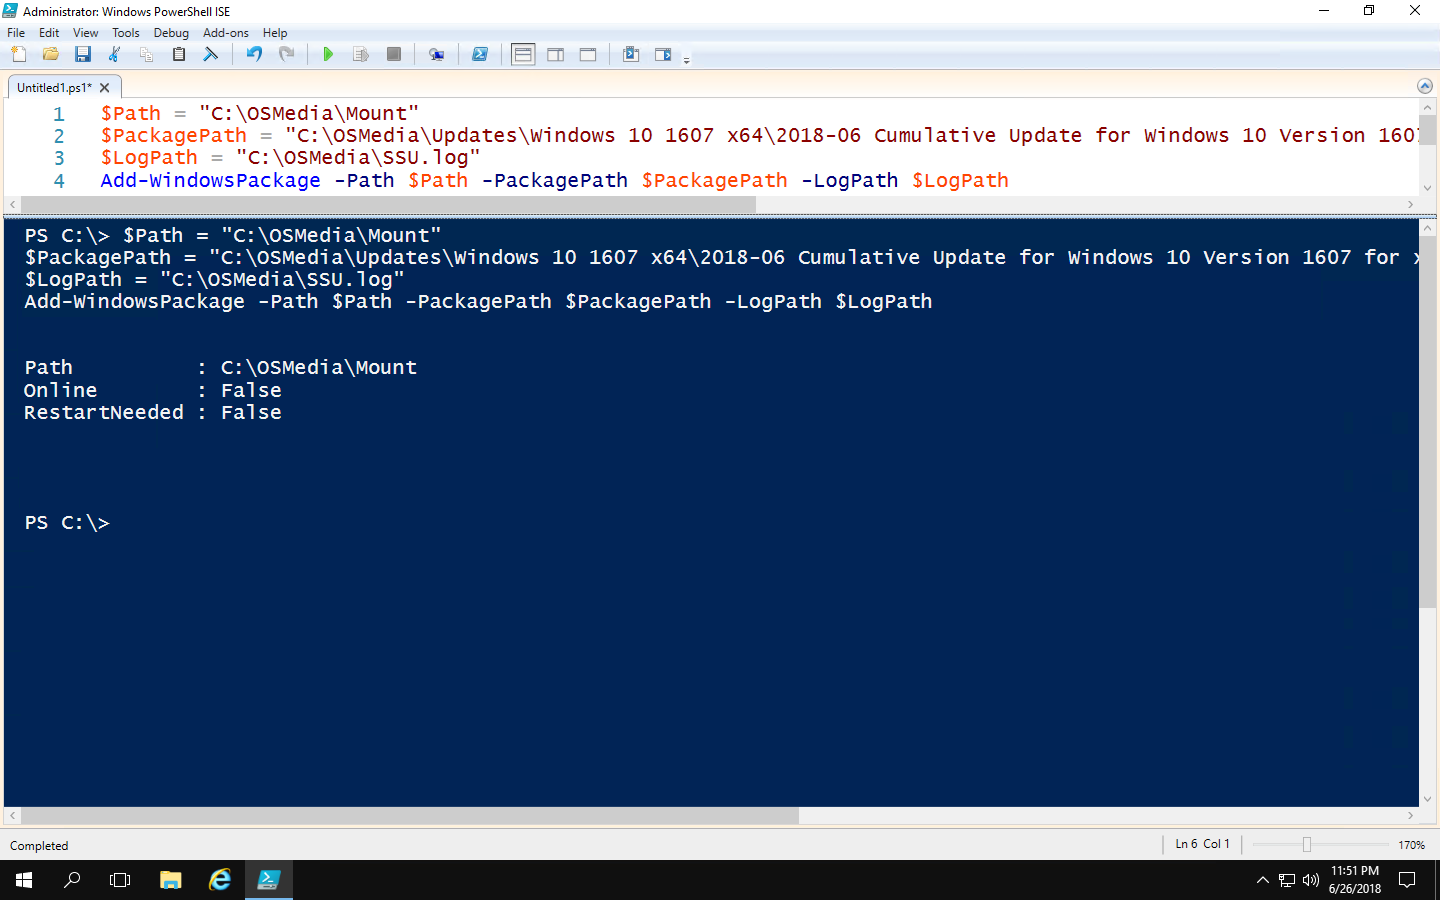 Administrator: Windows PowerShell ISE
File Edit View Tools Debug Add-ons Help
Untitled1.ps1*
1 $Path = "C:\OSMedia\Mount"
2 $PackagePath = "C:\OSMedia\Updates\Windows 10 1607 x64\2018-06 Cumulative Update for Windows 10 Version 1607
3 $LogPath = "C:\OSMedia\SSU.log"
4 Add-WindowsPackage -Path $Path -PackagePath $PackagePath -LogPath $LogPath
PS C:\> $Path = "C:\OSMedia\Mount"
$PackagePath = "C:\OSMedia\Updates\Windows 10 1607 x64\2018-06 Cumulative Update for Windows 10 Version 1607 for
$LogPath = "C:\OSMedia\SSU.log"
Add-WindowsPackage -Path $Path -PackagePath $PackagePath -LogPath $LogPath
Path : C:\OSMedia\Mount
Online : False
RestartNeeded : False
PS C:\>
Completed
Ln 6 Col 1
170%
11:51 PM
6/26/2018